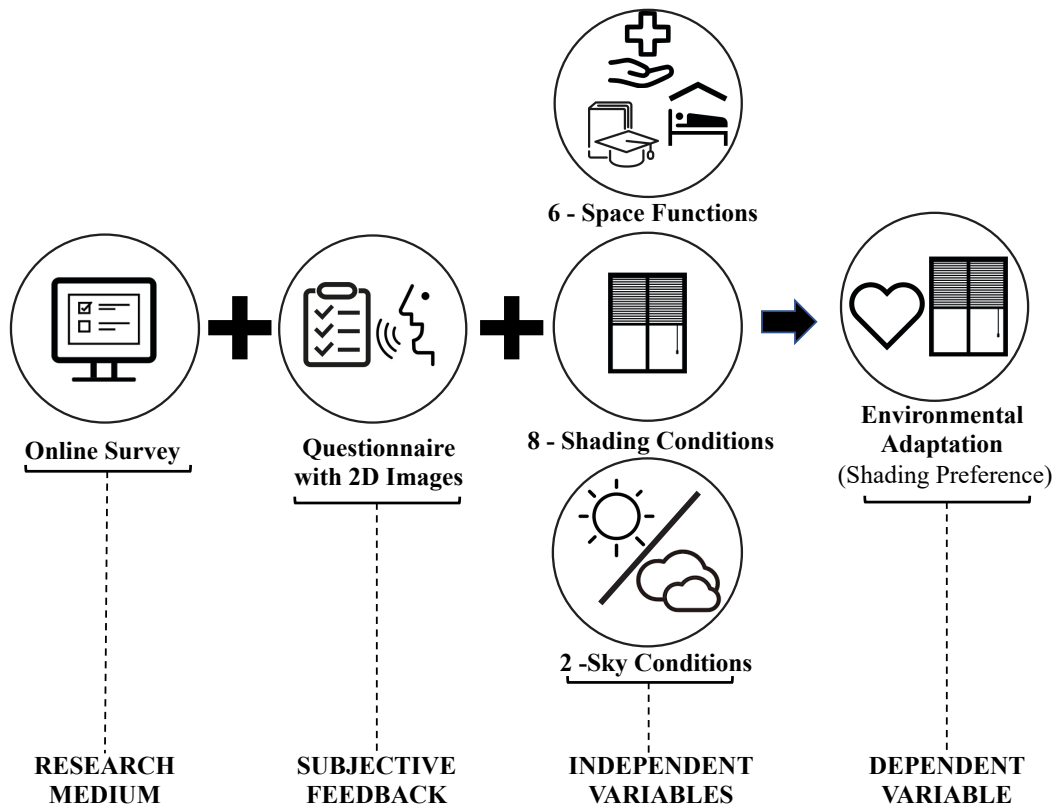 6 - Space Functions
Online Survey
Questionnaire
with 2D Images
8 - Shading Conditions
Environmental
Adaptation
(Shading Preference)
2 -Sky Conditions
RESEARCH
MEDIUM
SUBJECTIVE
FEEDBACK
INDEPENDENT
VARIABLES
DEPENDENT
VARIABLE